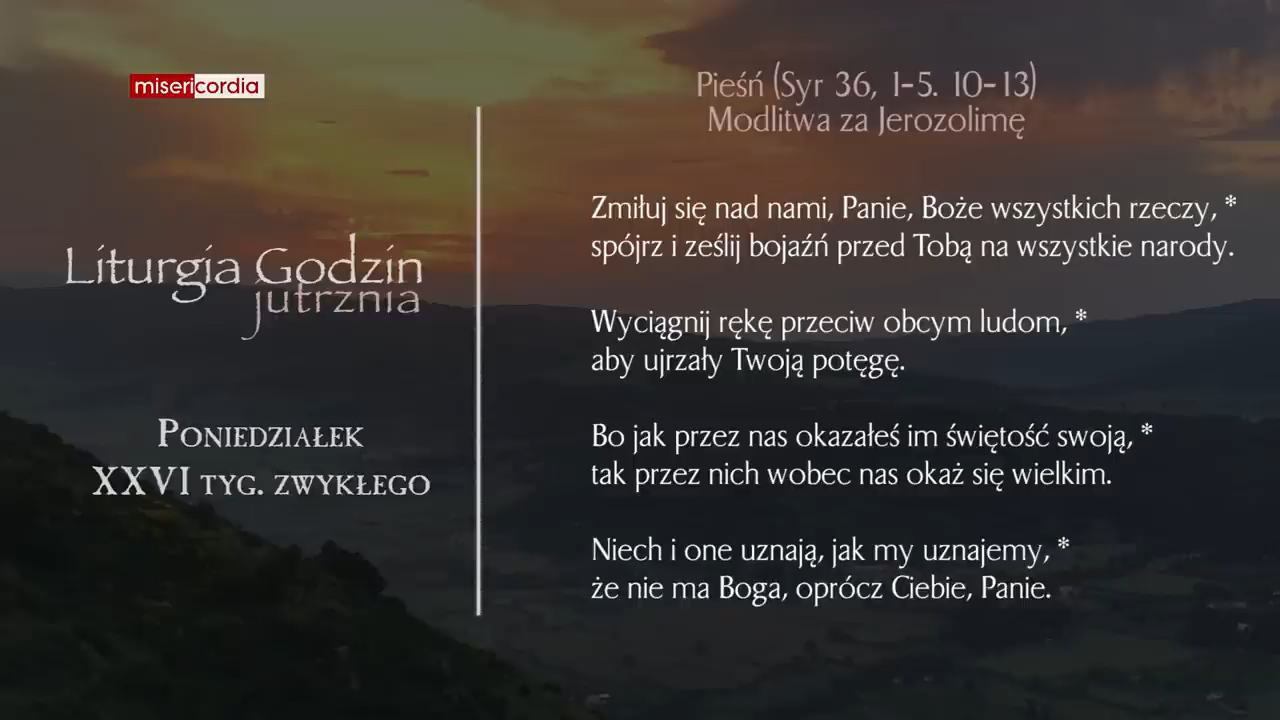 misericordia
Liturgia Godzin
jutrznia
Poniedziałek
XXVI tyg. zwykłego
Pieśń (Syr 36, 1-5. 10-13)
Modlitwa za Jerozolimę
Zmiłuj się nad nami, Panie, Boże wszystkich rzeczy, *
spójrz i ześlij bojaźń przed Tobą na wszystkie narody.
Wyciągnij rękę przeciw obcym ludom, *
aby ujrzały Twoją potęgę.
Bo jak przez nas okazałeś im świętość swoją, *
tak przez nich wobec nas okaż się wielkim.
Niech i one uznają, jak my uznajemy, *
że nie ma Boga, oprócz Ciebie, Panie.